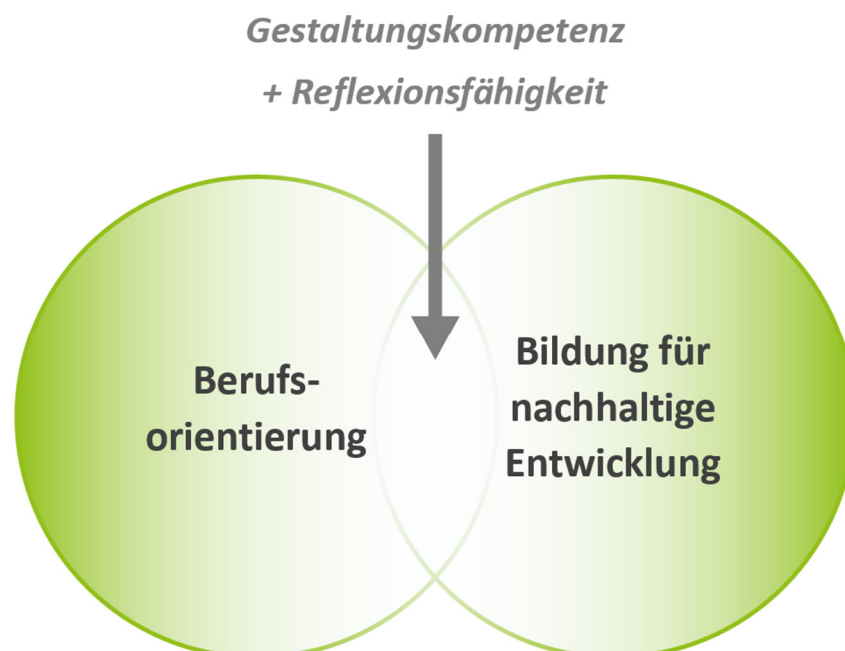 Gestaltungskompetenz
+ Reflexionsfähigkeit
Berufs-
orientierung
Bildung für
nachhaltige
Entwicklung